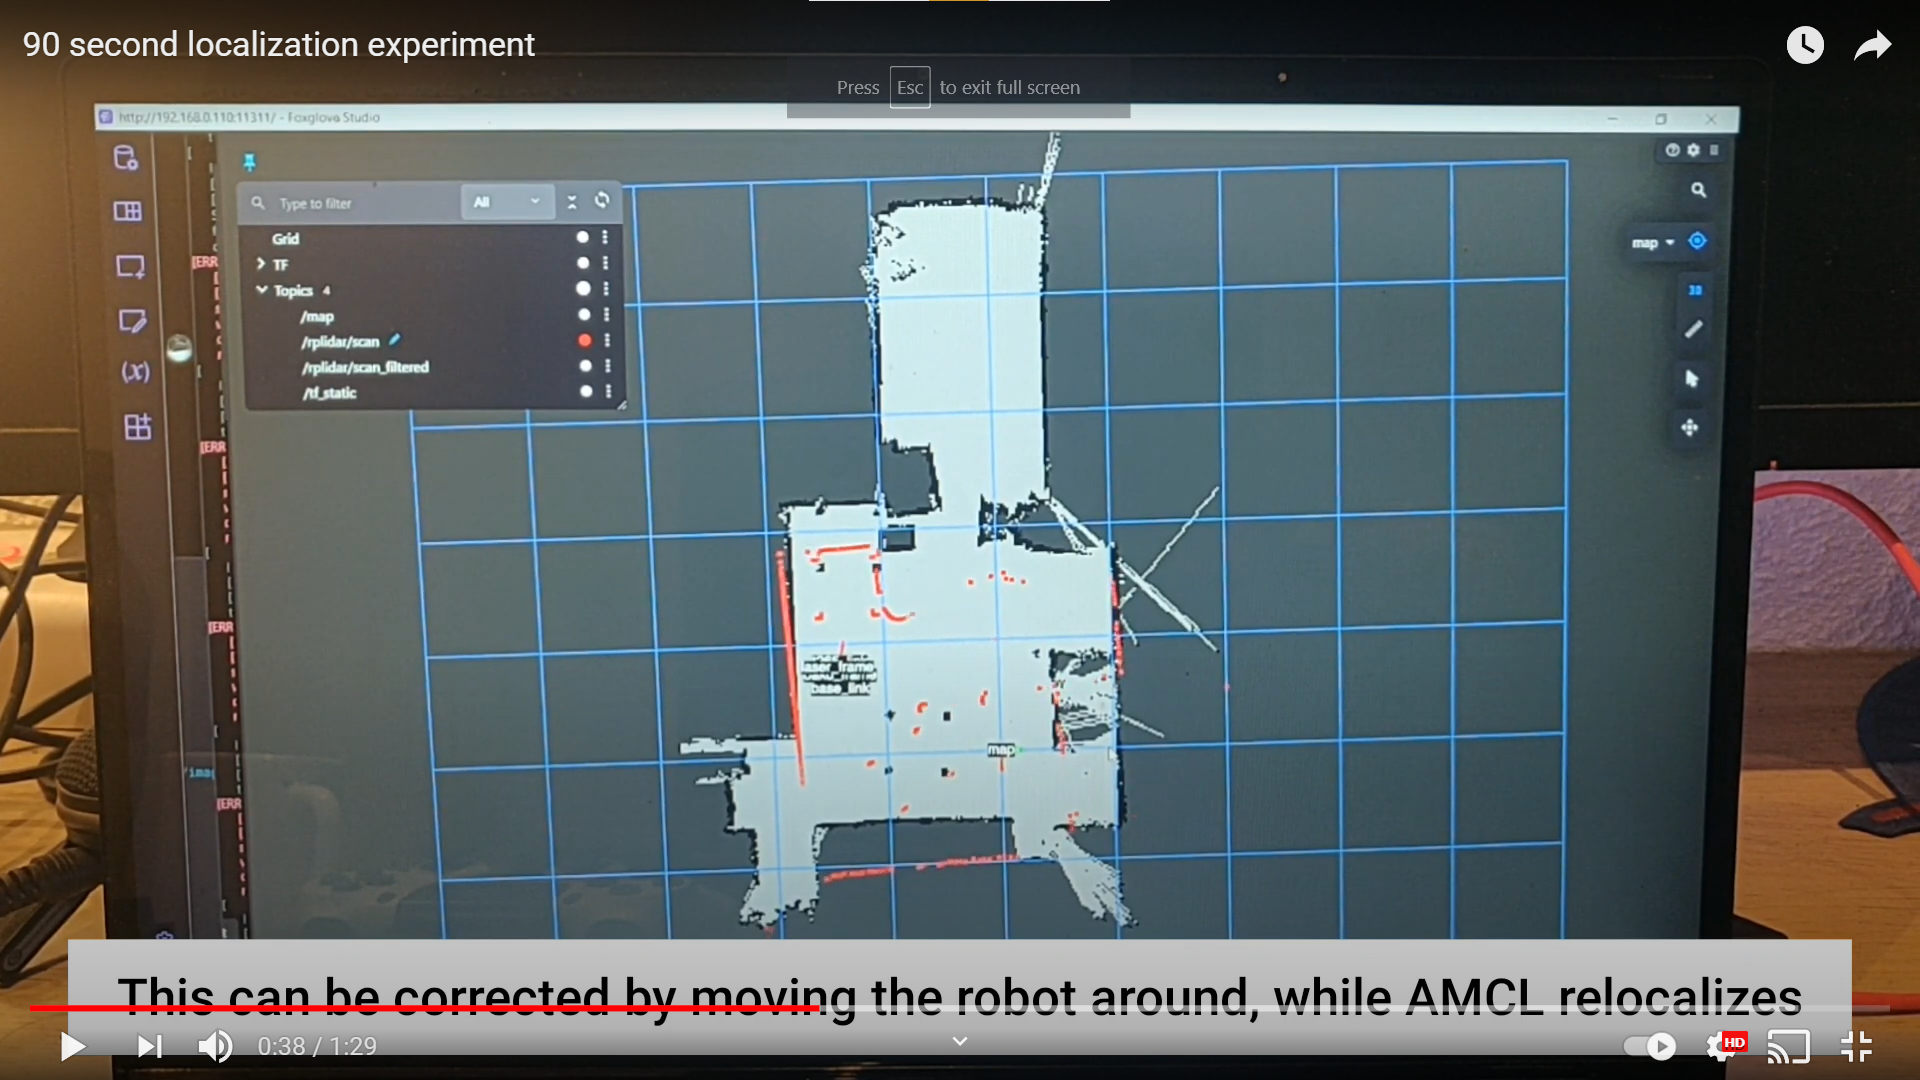 90 second localization experiment
Press Esc to exit full screen
http://192.168.0.110:11311/ - Foxglove Studio
Type to filter
All
Grid
TF
Topics 4
/map
/rplidar/scan
/rplidar/scan_filtered
/tf_static
map
3D
[ERR
[ERR
[ERR
[ERR
laser_frame
base_link
map
This can be corrected by moving the robot around, while AMCL relocalizes
0:38 / 1:29
HD